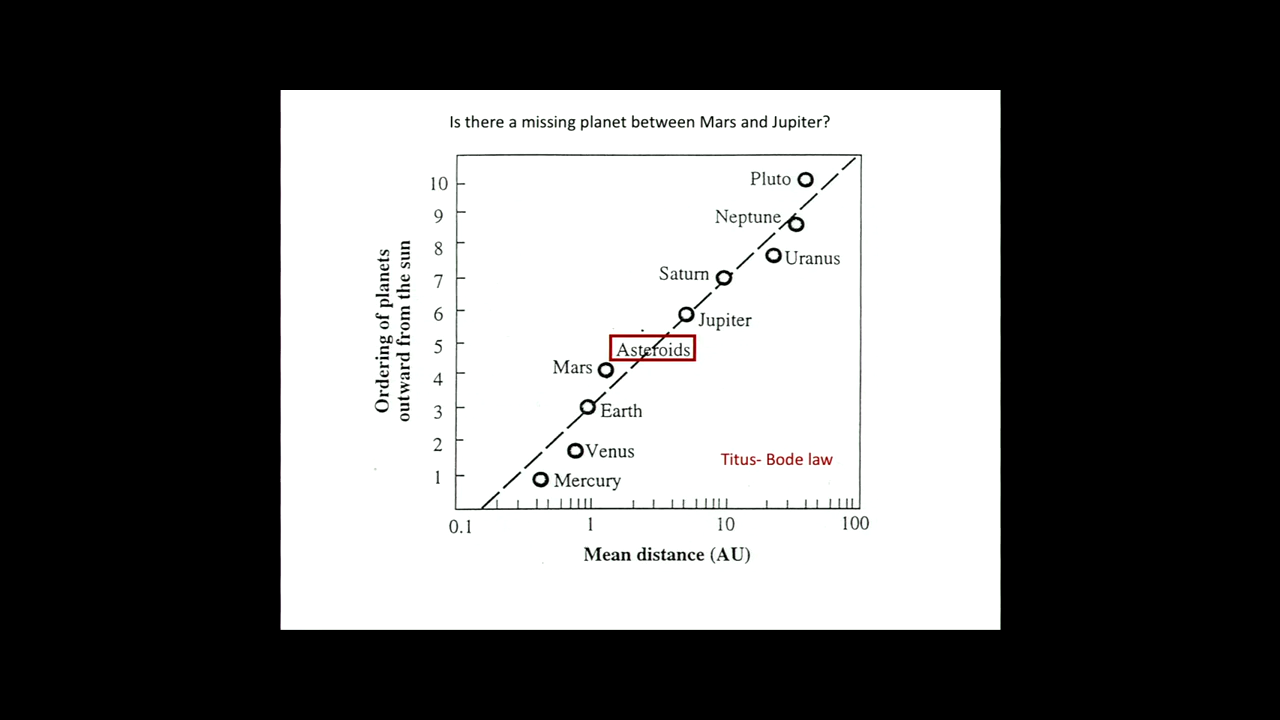 Is there a missing planet between Mars and Jupiter?
Pluto
10
Neptune
9
8
Uranus
Saturn
7
6
Jupiter
5
Asteroids
Mars
4
3
Earth
2
Venus
Titus- Bode law
1
Mercury
Ordering of planets
outward from the sun
0.1
1
10
100
Mean distance (AU)